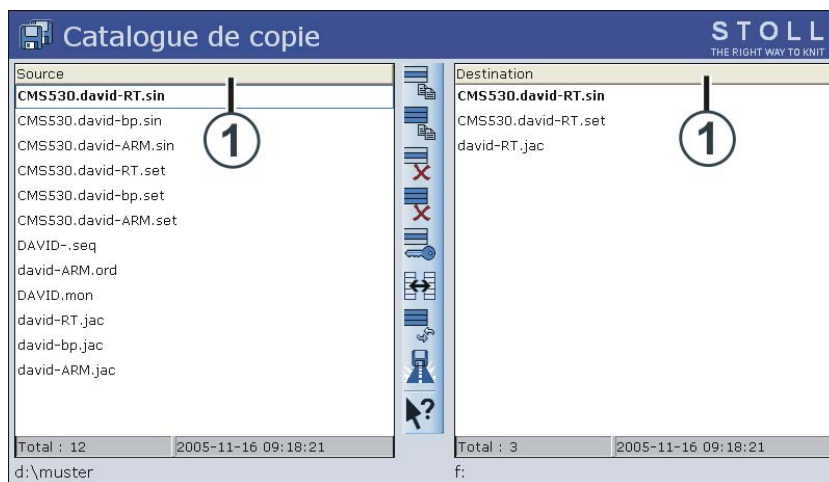 Catalogue de copie
STOLL
THE RIGHT WAY TO KNIT
Source
CMS530.david-RT.sin
CMS530.david-bp.sin
CMS530.david-ARM.sin
CMS530.david-RT.set
CMS530.david-bp.set
CMS530.david-ARM.set
DAVID-.seq
david-ARM.ord
DAVID.mon
david-RT.jac
david-bp.jac
david-ARM.jac
Total : 12
2005-11-16 09:18:21
d:\muster
1
?
Destination
CMS530.david-RT.sin
CMS530.david-RT.set
david-RT.jac
Total : 3
2005-11-16 09:18:21
f:
1